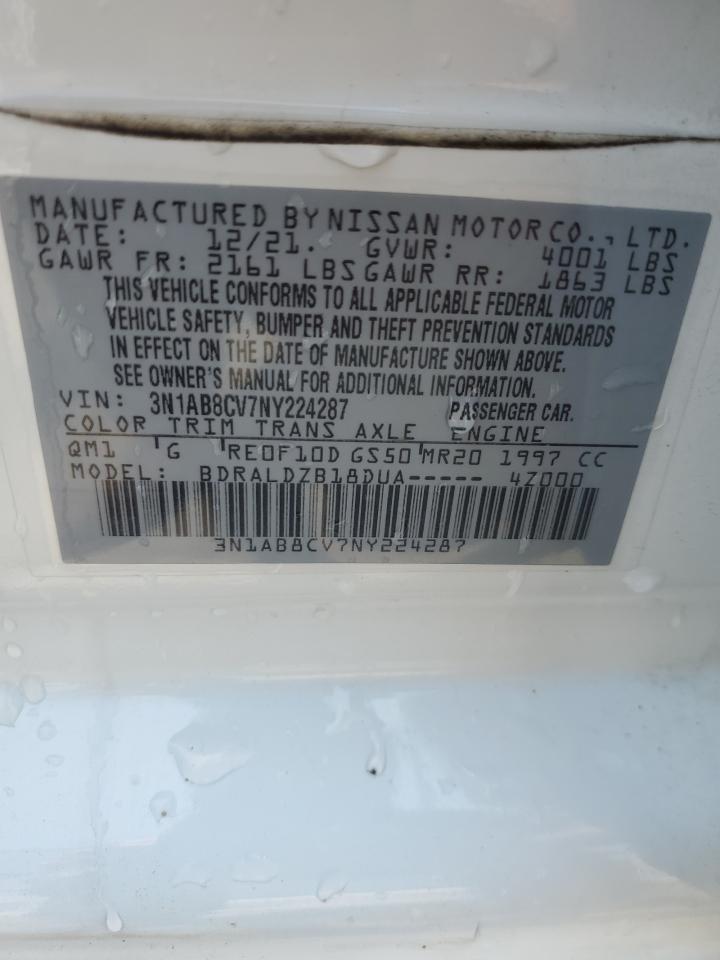 MANUFACTURED BY NISSAN MOTOR CO., LTD.
DATE: 12/21. GVWR: 4001 LBS
GAWR FR: 2161 LBS GAWR RR: 1863 LBS
THIS VEHICLE CONFORMS TO ALL APPLICABLE FEDERAL MOTOR
VEHICLE SAFETY, BUMPER AND THEFT PREVENTION STANDARDS
IN EFFECT ON THE DATE OF MANUFACTURE SHOWN ABOVE.
SEE OWNER'S MANUAL FOR ADDITIONAL INFORMATION.
VIN: 3N1AB8CV7NY224287 PASSENGER CAR.
COLOR TRIM TRANS AXLE ENGINE
QM1 G RE0F10D GS50 MR20 1997 CC
MODEL: BDRALDZB18DUA----- 4Z000
3N1AB8CV7NY224287